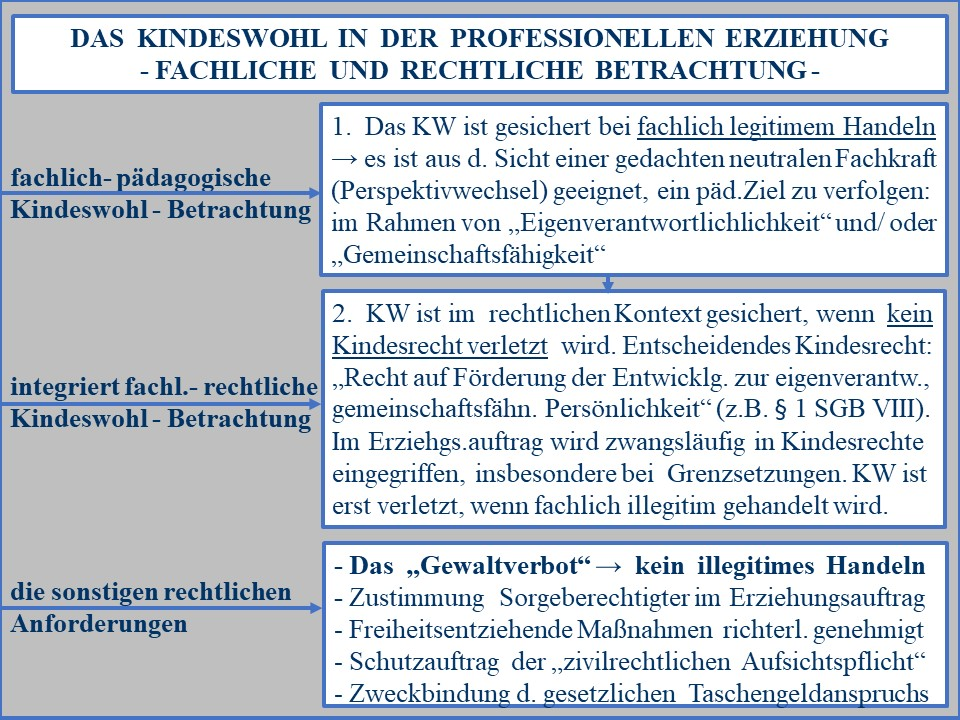 DAS KINDESWOHL IN DER PROFESSIONELLEN ERZIEHUNG
- FACHLICHE UND RECHTLICHE BETRACHTUNG -
fachlich- pädagogische
Kindeswohl - Betrachtung
1. Das KW ist gesichert bei fachlich legitimem Handeln
→ es ist aus d. Sicht einer gedachten neutralen Fachkraft
(Perspektivwechsel) geeignet, ein päd.Ziel zu verfolgen:
im Rahmen von „Eigenverantwortlichlichkeit“ und/ oder
„Gemeinschaftsfähigkeit“
integriert fachl.- rechtliche
Kindeswohl - Betrachtung
2. KW ist im rechtlichen Kontext gesichert, wenn kein
Kindesrecht verletzt wird. Entscheidendes Kindesrecht:
„Recht auf Förderung der Entwicklg. zur eigenverantw.,
gemeinschaftsfähn. Persönlichkeit“ (z.B. § 1 SGB VIII).
Im Erziehgs.auftrag wird zwangsläufig in Kindesrechte
eingegriffen, insbesondere bei Grenzsetzungen. KW ist
erst verletzt, wenn fachlich illegitim gehandelt wird.
die sonstigen rechtlichen
Anforderungen
- Das „Gewaltverbot“ → kein illegitimes Handeln
- Zustimmung Sorgeberechtigter im Erziehungsauftrag
- Freiheitsentziehende Maßnahmen richterl. genehmigt
- Schutzauftrag der „zivilrechtlichen Aufsichtspflicht“
- Zweckbindung d. gesetzlichen Taschengeldanspruchs